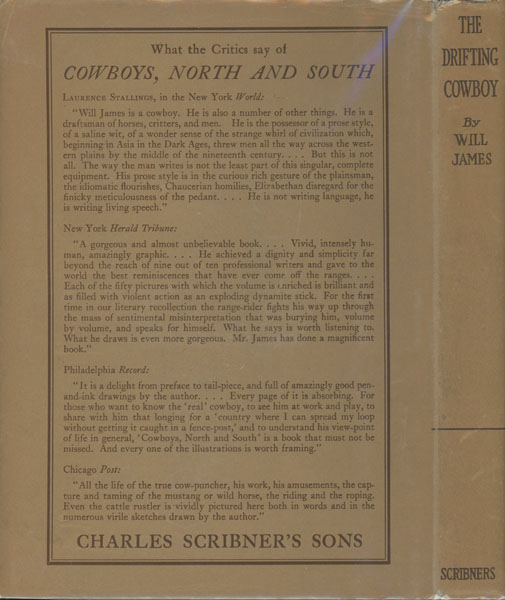 What the Critics say of
COWBOYS, NORTH AND SOUTH
LAURENCE STALLINGS, in the New York World:
"Will James is a cowboy. He is also a number of other things. He is a
draftsman of horses, critters, and men. He is the possessor of a prose style,
of a saline wit, of a wonder sense of the strange whirl of civilization which,
beginning in Asia in the Dark Ages, threw men all the way across the west-
ern plains by the middle of the nineteenth century. . . . But this is not
all. The way the man writes is not the least part of this singular, complete
equipment. His prose style is in the curious rich gesture of the plainsman,
the idiomatic flourishes, Chaucerian homilies, Elizabethan disregard for the
finicky meticulousness of the pedant. . . . He is not writing language, he
is writing living speech."
New York Herald Tribune:
"A gorgeous and almost unbelievable book. . . . Vivid, intensely hu-
man, amazingly graphic. . . . He achieved a dignity and simplicity far
beyond the reach of nine out of ten professional writers and gave to the
world the best reminiscences that have ever come off the ranges. . . .
Each of the fifty pictures with which the volume is enriched is brilliant and
as filled with violent action as an exploding dynamite stick. For the first
time in our literary recollection the range-rider fights his way up through
the mass of sentimental misinterpretation that was burying him, volume
by volume, and speaks for himself. What he says is worth listening to.
What he draws is even more gorgeous. Mr. James has done a magnificent
book."
Philadelphia Record:
"It is a delight from preface to tail-piece, and full of amazingly good pen-
and-ink drawings by the author. . . . Every page of it is absorbing. For
those who want to know the 'real' cowboy, to see him at work and play, to
share with him that longing for a 'country where I can spread my loop
without getting it caught in a fence-post,' and to understand his view-point
of life in general, 'Cowboys, North and South' is a book that must not be
missed. And every one of the illustrations is worth framing."
Chicago Post:
"All the life of the true cow-puncher, his work, his amusements, the cap-
ture and taming of the mustang or wild horse, the riding and the roping.
Even the cattle rustler is vividly pictured here both in words and in the
numerous virile sketches drawn by the author."
CHARLES SCRIBNER'S SONS
THE
DRIFTING
COWBOY
By
WILL
JAMES
SCRIBNERS